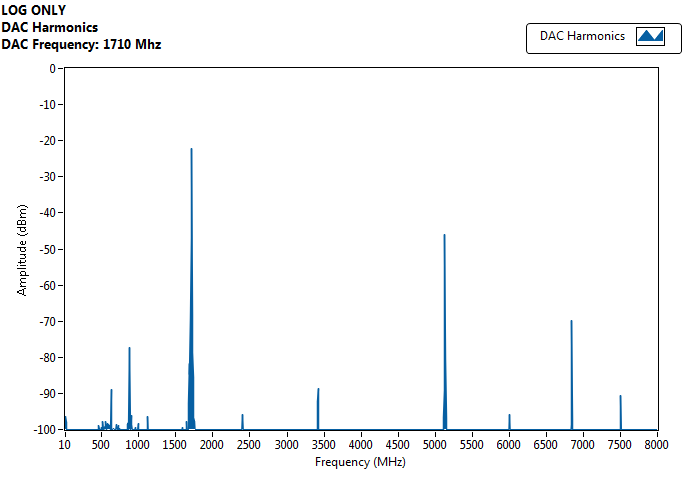 LOG ONLY
DAC Harmonics
DAC Frequency: 1710 Mhz
DAC Harmonics
0
-10
-20
-30
-40
-50
-60
-70
-80
-90
-100
Amplitude (dBm)
10 500 1000 1500 2000 2500 3000 3500 4000 4500 5000 5500 6000 6500 7000 7500 8000
Frequency (MHz)